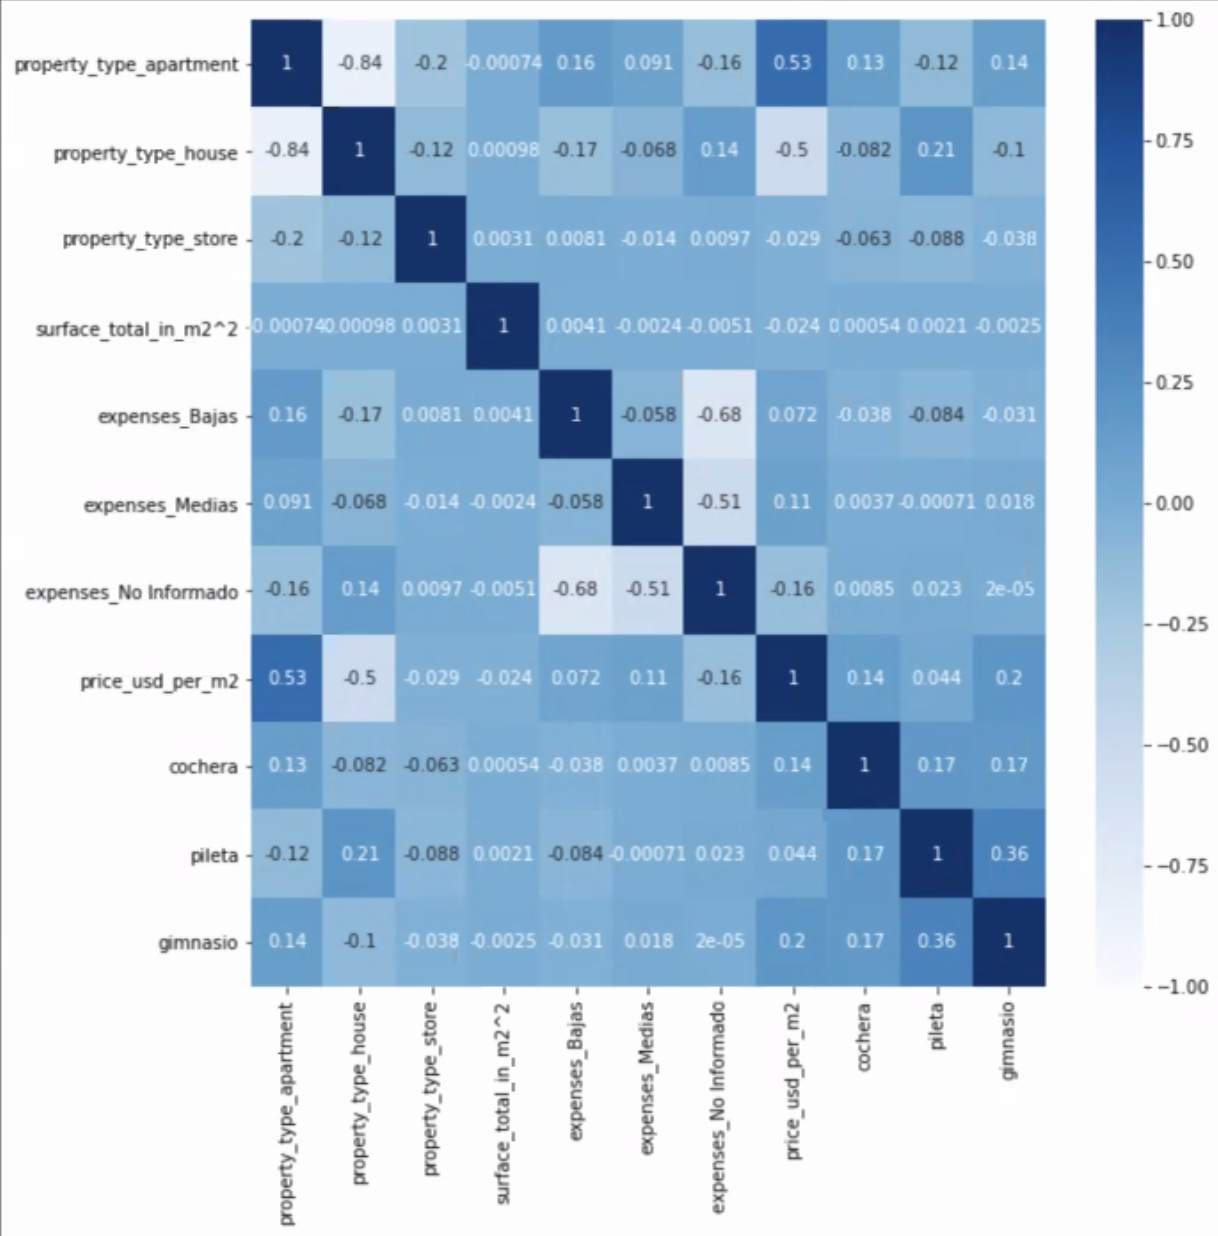 property_type_apartment 1 -0.84 -0.2 -0.00074 0.16 0.091 -0.16 0.53 0.13 -0.12 0.14
property_type_house -0.84 1 -0.12 0.00098 -0.17 -0.068 0.14 -0.5 -0.082 0.21 -0.1
property_type_store -0.2 -0.12 1 0.0031 0.0081 -0.014 0.0097 -0.029 -0.063 -0.088 -0.038
surface_total_in_m2^2 0.00074 0.00098 0.0031 1 0.0041 -0.0024 -0.0051 -0.024 0.00054 0.0021 -0.0025
expenses_Bajas 0.16 -0.17 0.0081 0.0041 1 -0.058 -0.68 0.072 -0.038 -0.084 -0.031
expenses_Medias 0.091 -0.068 -0.014 -0.0024 -0.058 1 -0.51 0.11 0.0037 -0.00071 0.018
expenses_No Informado -0.16 0.14 0.0097 -0.0051 -0.68 -0.51 1 -0.16 0.0085 0.023 2e-05
price_usd_per_m2 0.53 -0.5 -0.029 -0.024 0.072 0.11 -0.16 1 0.14 0.044 0.2
cochera 0.13 -0.082 -0.063 0.00054 -0.038 0.0037 0.0085 0.14 1 0.17 0.17
pileta -0.12 0.21 -0.088 0.0021 -0.084 -0.00071 0.023 0.044 0.17 1 0.36
gimnasio 0.14 -0.1 -0.038 -0.0025 -0.031 0.018 2e-05 0.2 0.17 0.36 1
property_type_apartment
property_type_house
property_type_store
surface_total_in_m2^2
expenses_Bajas
expenses_Medias
expenses_No Informado
price_usd_per_m2
cochera
pileta
gimnasio
1.00
0.75
0.50
0.25
0.00
−0.25
−0.50
−0.75
−1.00